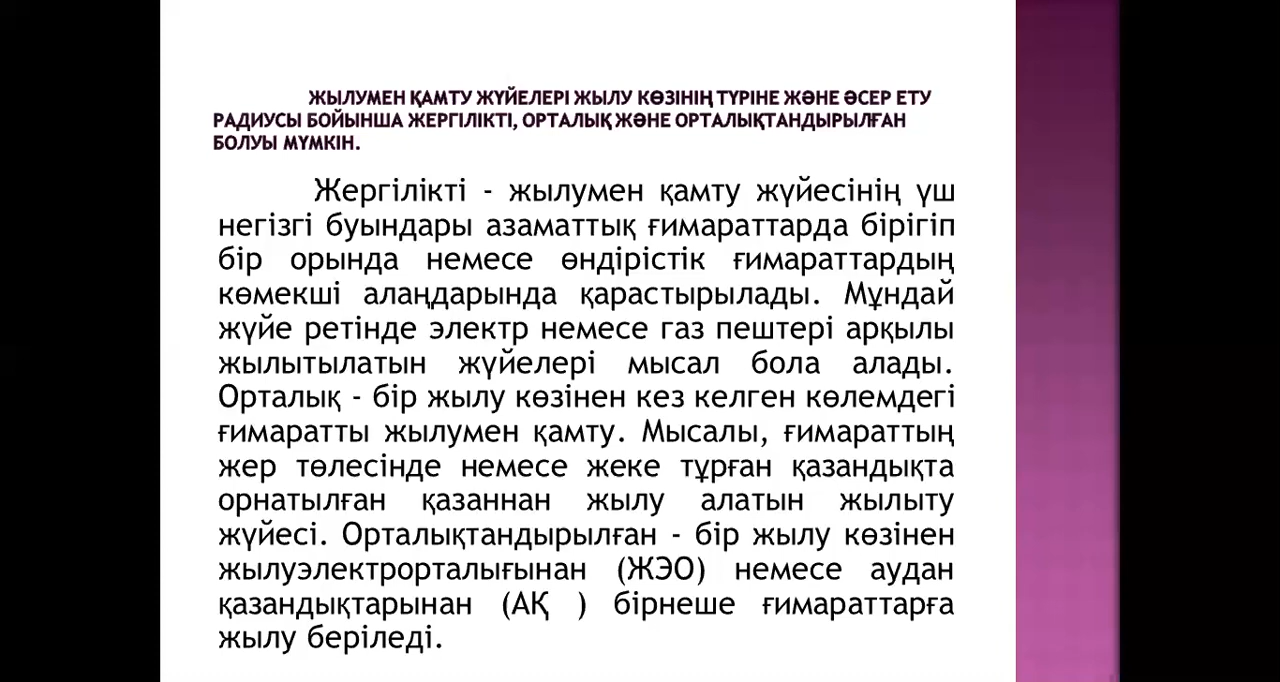 ЖЫЛУМЕН ҚАМТУ ЖҮЙЕЛЕРІ ЖЫЛУ КӨЗІНІҢ ТҮРІНЕ ЖӘНЕ ӘСЕР ЕТУ
РАДИУСЫ БОЙЫНША ЖЕРГІЛІКТІ, ОРТАЛЫҚ ЖӘНЕ ОРТАЛЫҚТАНДЫРЫЛҒАН
БОЛУЫ МҮМКІН.
Жергілікті - жылумен қамту жүйесінің үш
негізгі буындары азаматтық ғимараттарда бірігіп
бір орында немесе өндірістік ғимараттардың
көмекші алаңдарында қарастырылады. Мұндай
жүйе ретінде электр немесе газ пештері арқылы
жылытылатын жүйелері мысал бола алады.
Орталық - бір жылу көзінен кез келген көлемдегі
ғимаратты жылумен қамту. Мысалы, ғимараттың
жер төлесінде немесе жеке тұрған қазандықта
орнатылған қазаннан жылу алатын жылыту
жүйесі. Орталықтандырылған - бір жылу көзінен
жылуэлектрорталығынан (ЖЭО) немесе аудан
қазандықтарынан (АҚ ) бірнеше ғимараттарға
жылу беріледі.